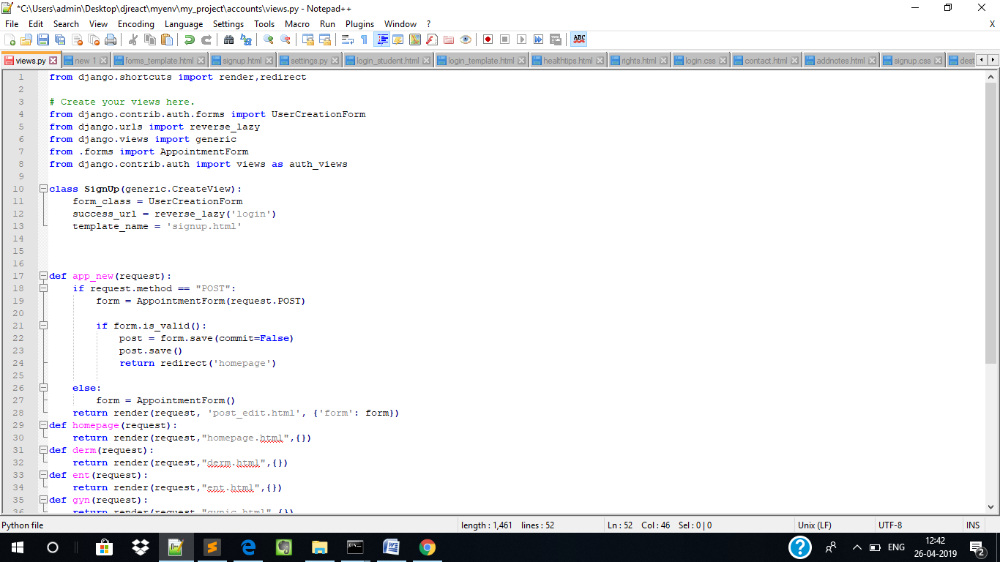 *C:\Users\admin\Desktop\djreact\myenv\my_project\accounts\views.py - Notepad++
File Edit Search View Encoding Language Settings Tools Macro Run Plugins Window ? X
ABC
views.py new 1 forms_template.html signup.html settings.py login_student.html login_template.html healthtips.html rights.html login.css contact.html addnotes.html signup.css
1 from django.shortcuts import render,redirect
2
3 # Create your views here.
4 from django.contrib.auth.forms import UserCreationForm
5 from django.urls import reverse_lazy
6 from django.views import generic
7 from .forms import AppointmentForm
8 from django.contrib.auth import views as auth_views
9
10 class SignUp(generic.CreateView):
11     form_class = UserCreationForm
12     success_url = reverse_lazy('login')
13     template_name = 'signup.html'
14
15
16
17 def app_new(request):
18     if request.method == "POST":
19         form = AppointmentForm(request.POST)
20
21         if form.is_valid():
22             post = form.save(commit=False)
23             post.save()
24             return redirect('homepage')
25
26     else:
27         form = AppointmentForm()
28     return render(request, 'post_edit.html', {'form': form})
29 def homepage(request):
30     return render(request,"homepage.html",{})
31 def derm(request):
32     return render(request,"derm.html",{})
33 def ent(request):
34     return render(request,"ent.html",{})
35 def gyn(request):
36     return render(request,"gynic.html",{})
Python file length : 1,461 lines : 52 Ln : 52 Col : 46 Sel : 0 | 0 Unix (LF) UTF-8 INS
ENG 12:42
26-04-2019 2